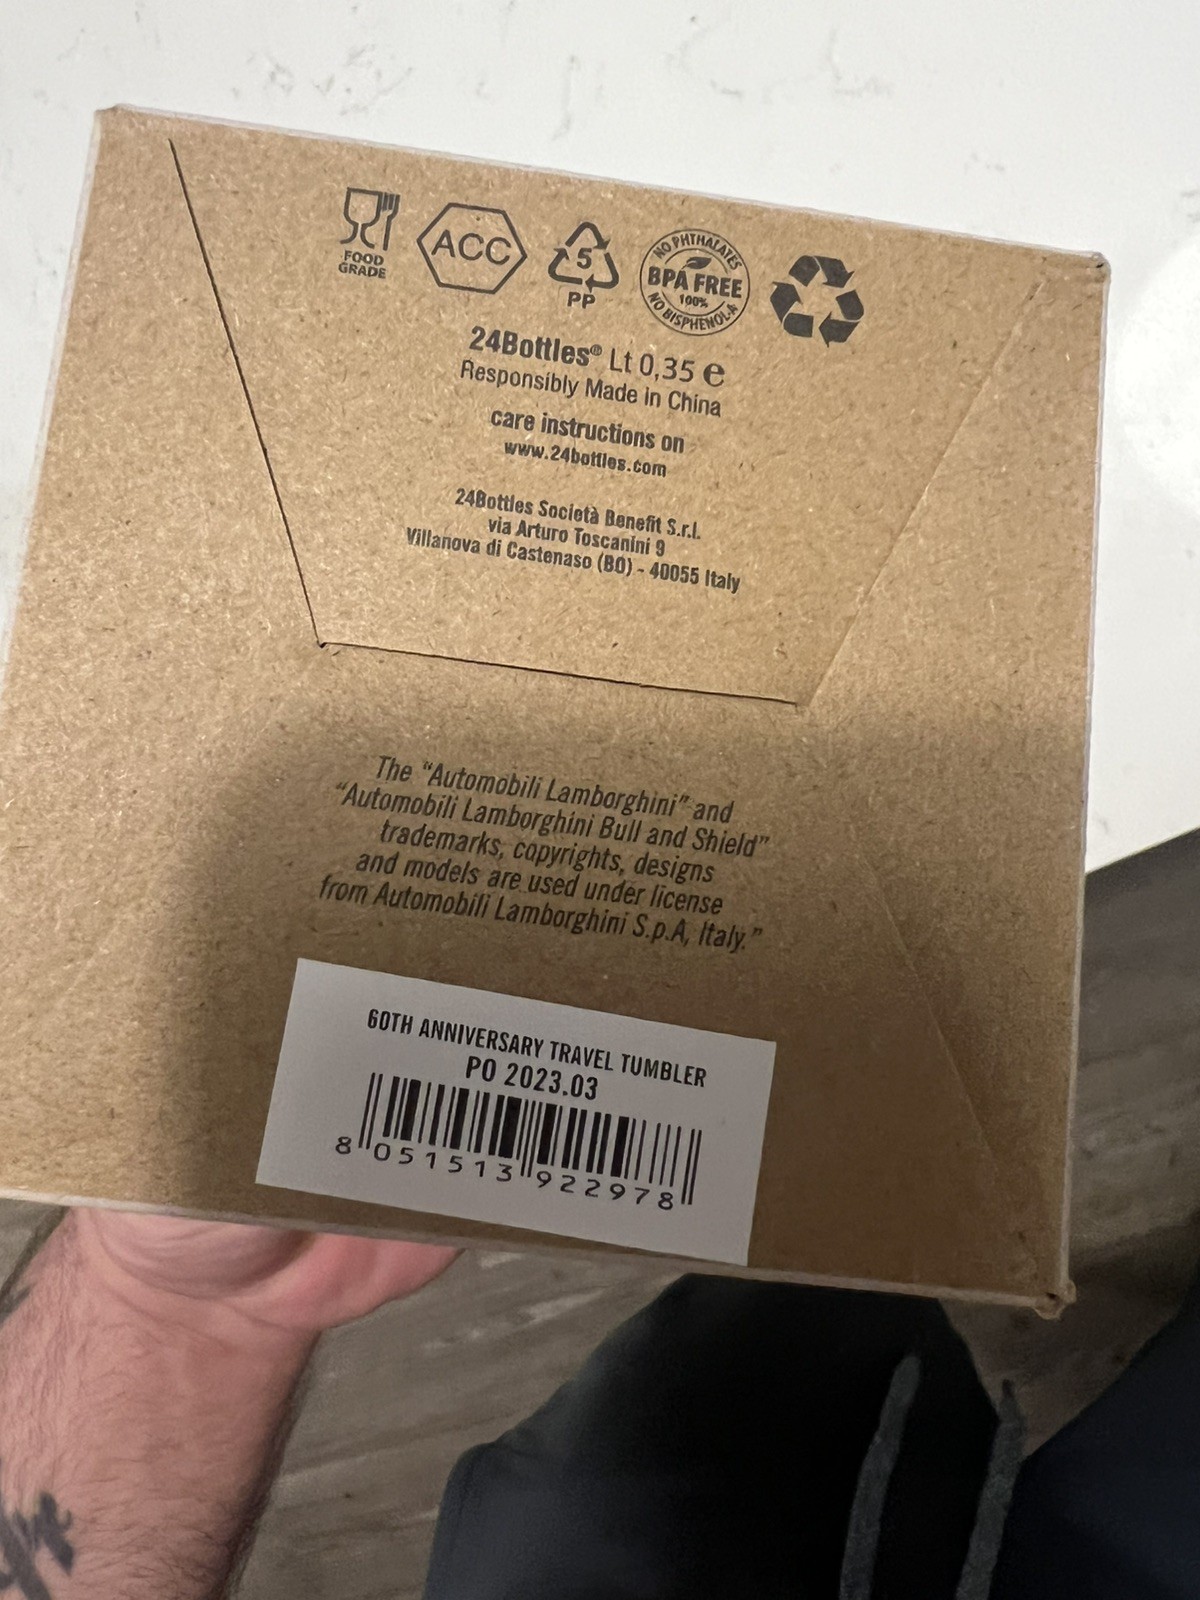 FOOD
GRADE
ACC
5
PP
NO PHTHALATES
BPA FREE
100%
NO BISPHENOL-A
24Bottles® Lt 0,35 e
Responsibly Made in China
care instructions on
www.24bottles.com
24Bottles Società Benefit S.r.l.
via Arturo Toscanini 9
Villanova di Castenaso (BO) - 40055 Italy
The "Automobili Lamborghini" and
"Automobili Lamborghini Bull and Shield"
trademarks, copyrights, designs
and models are used under license
from Automobili Lamborghini S.p.A, Italy."
60TH ANNIVERSARY TRAVEL TUMBLER
PO 2023.03
8 051513 922978